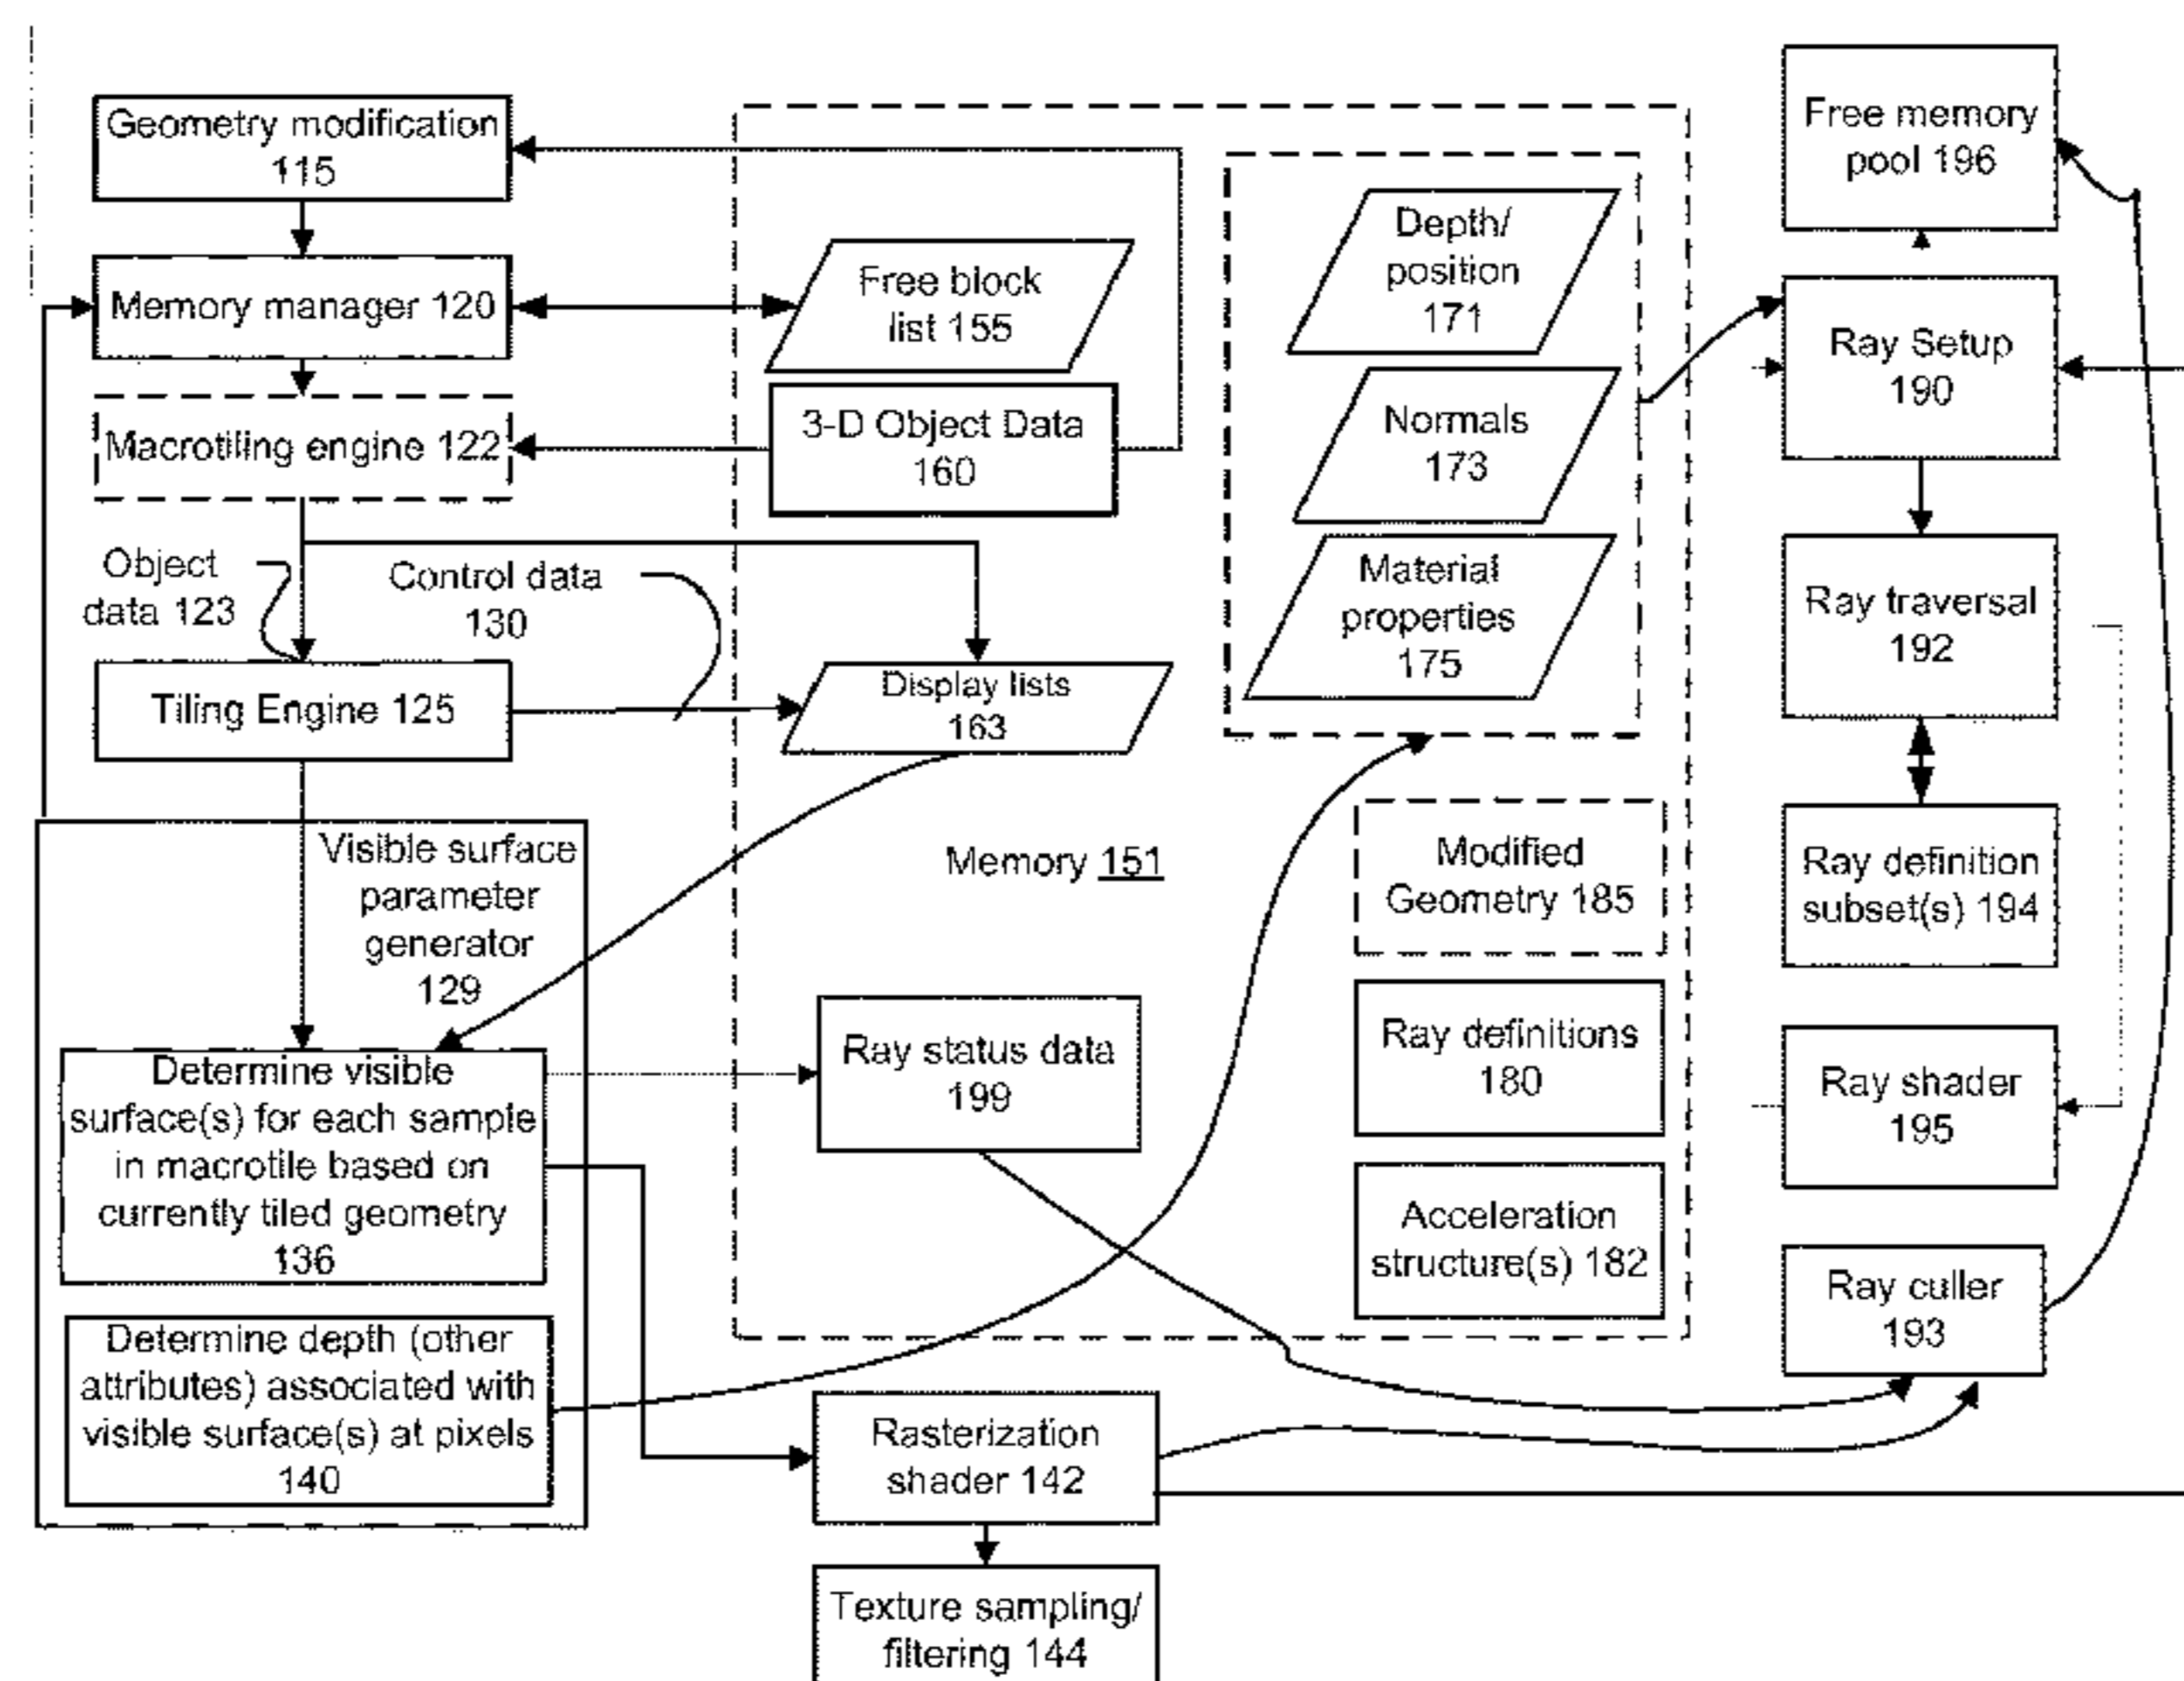 Geometry modification
115
Memory manager 120
Macrotiling engine 122
Object
data 123
Control data
130
Tiling Engine 125
Visible surface
parameter
generator
129
Determine visible
surface(s) for each sample
in macrotile based on
currently tiled geometry
136
Determine depth (other
attributes) associated with
visible surface(s) at pixels
140
Free block
list 155
3-D Object Data
160
Display lists
163
Memory 151
Ray status data
199
Rasterization
shader 142
Texture sampling/
filtering 144
Depth/
position
171
Normals
173
Material
properties
175
Modified
Geometry 185
Ray definitions
180
Acceleration
structure(s) 182
Free memory
pool 196
Ray Setup
190
Ray traversal
192
Ray definition
subset(s) 194
Ray shader
195
Ray culler
193